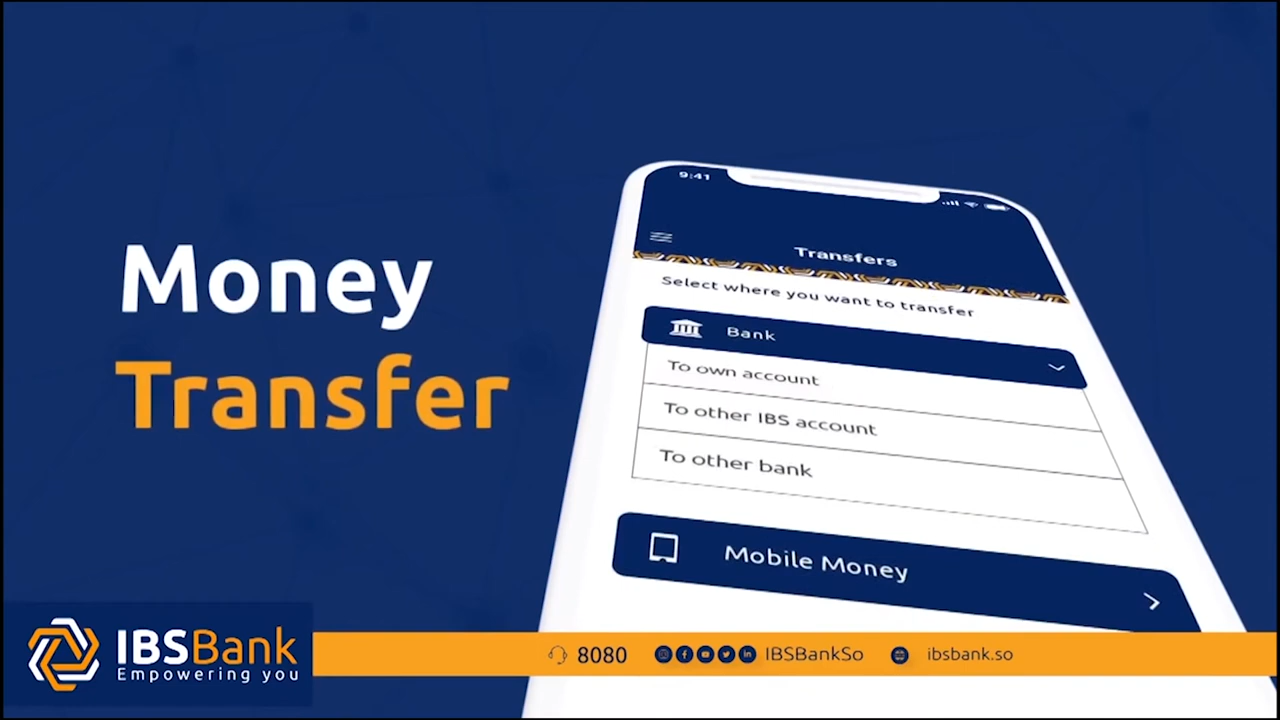 Money
Transfer
9:41
Transfers
Select where you want to transfer
Bank
To own account
To other IBS account
To other bank
Mobile Money
IBSBank
Empowering you
8080
IBSBankSo
ibsbank.so